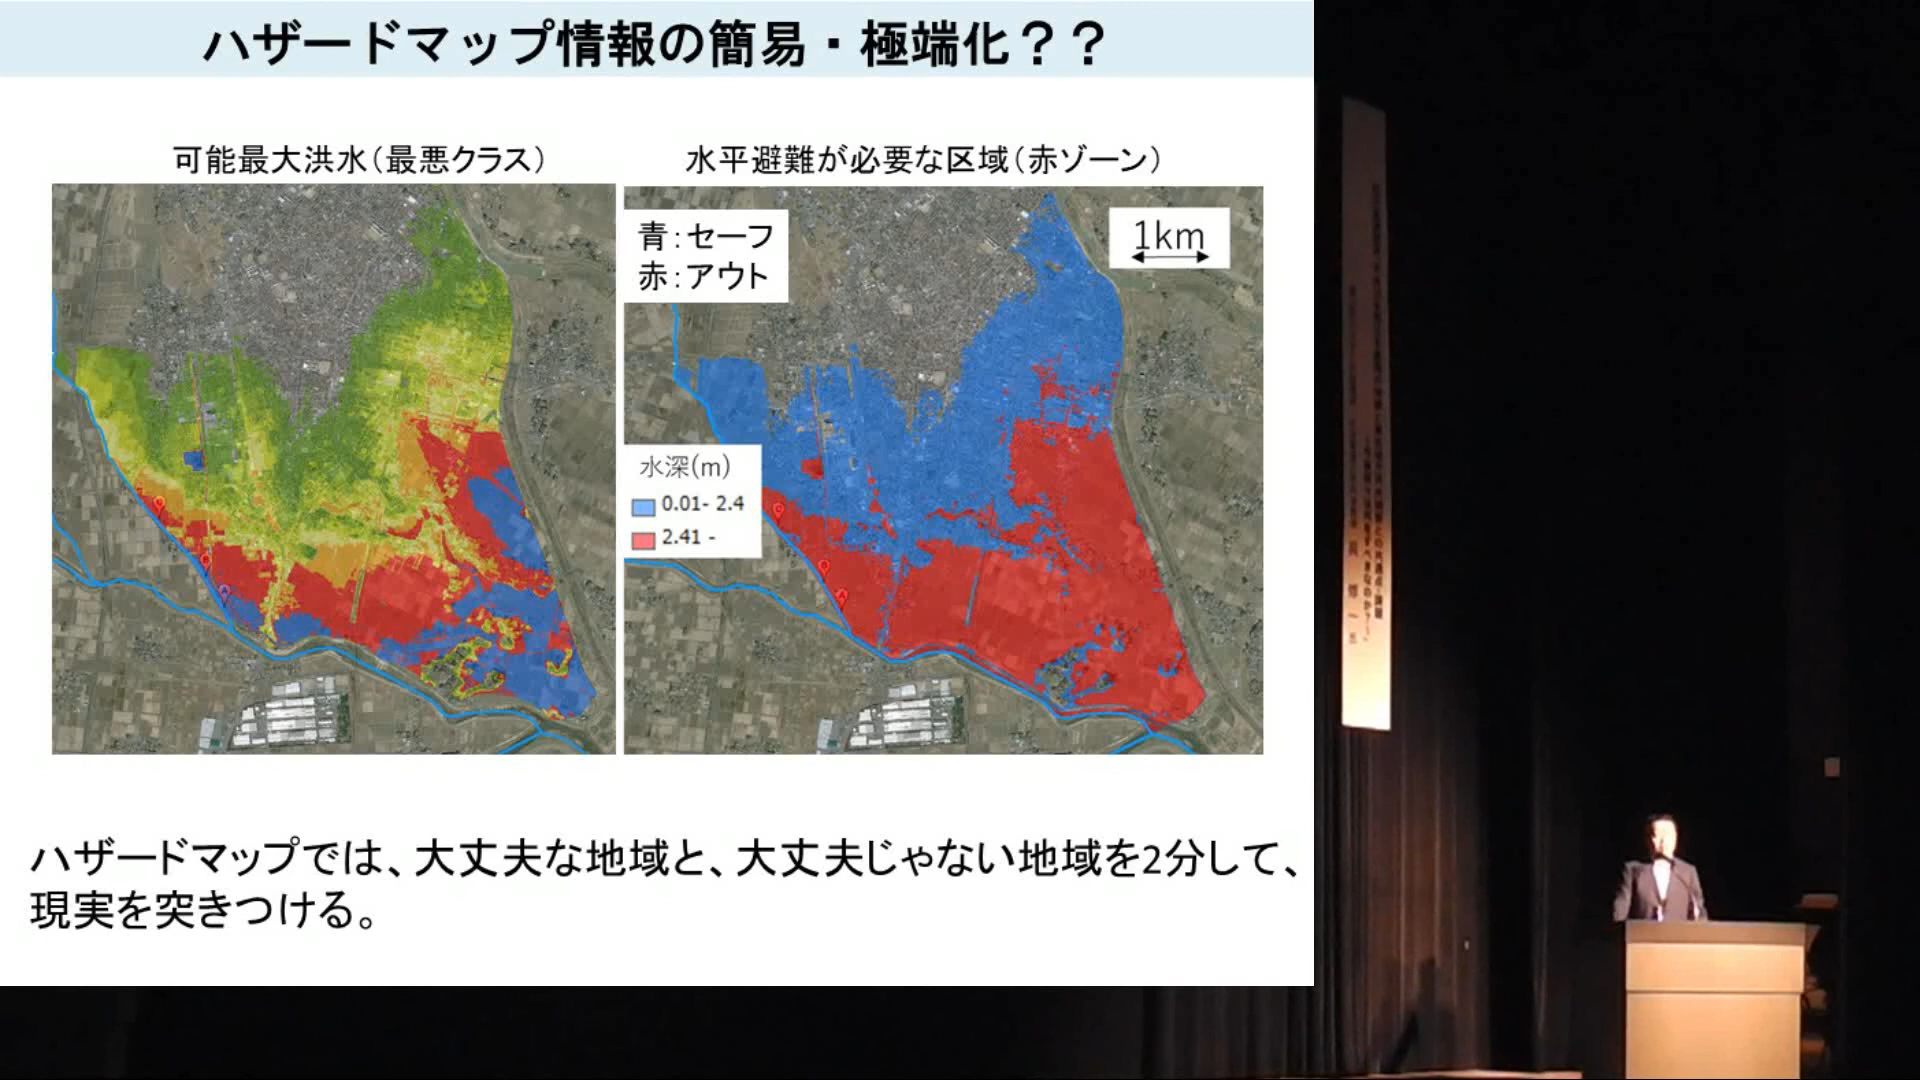 ハザードマップ情報の簡易・極端化？？
可能最大洪水（最悪クラス）
水平避難が必要な区域（赤ゾーン）
青：セーフ
赤：アウト
1km
水深(m)
0.01- 2.4
2.41 -
ハザードマップでは、大丈夫な地域と、大丈夫じゃない地域を2分して、
現実を突きつける。